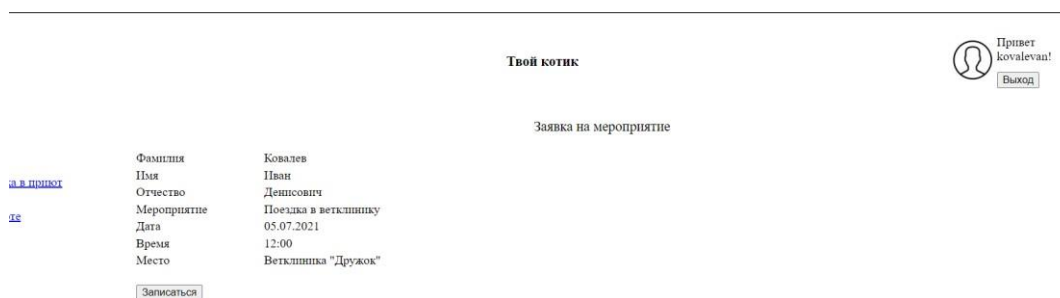 Твой котик
Привет
kovalevan!
Выход
Заявка на мероприятие
Фамилия Ковалев
Имя Иван
в приют
Отчество Денисович
Мероприятие Поездка в ветклинику
Дата 05.07.2021
Время 12:00
Место Ветклиника "Дружок"
Записаться